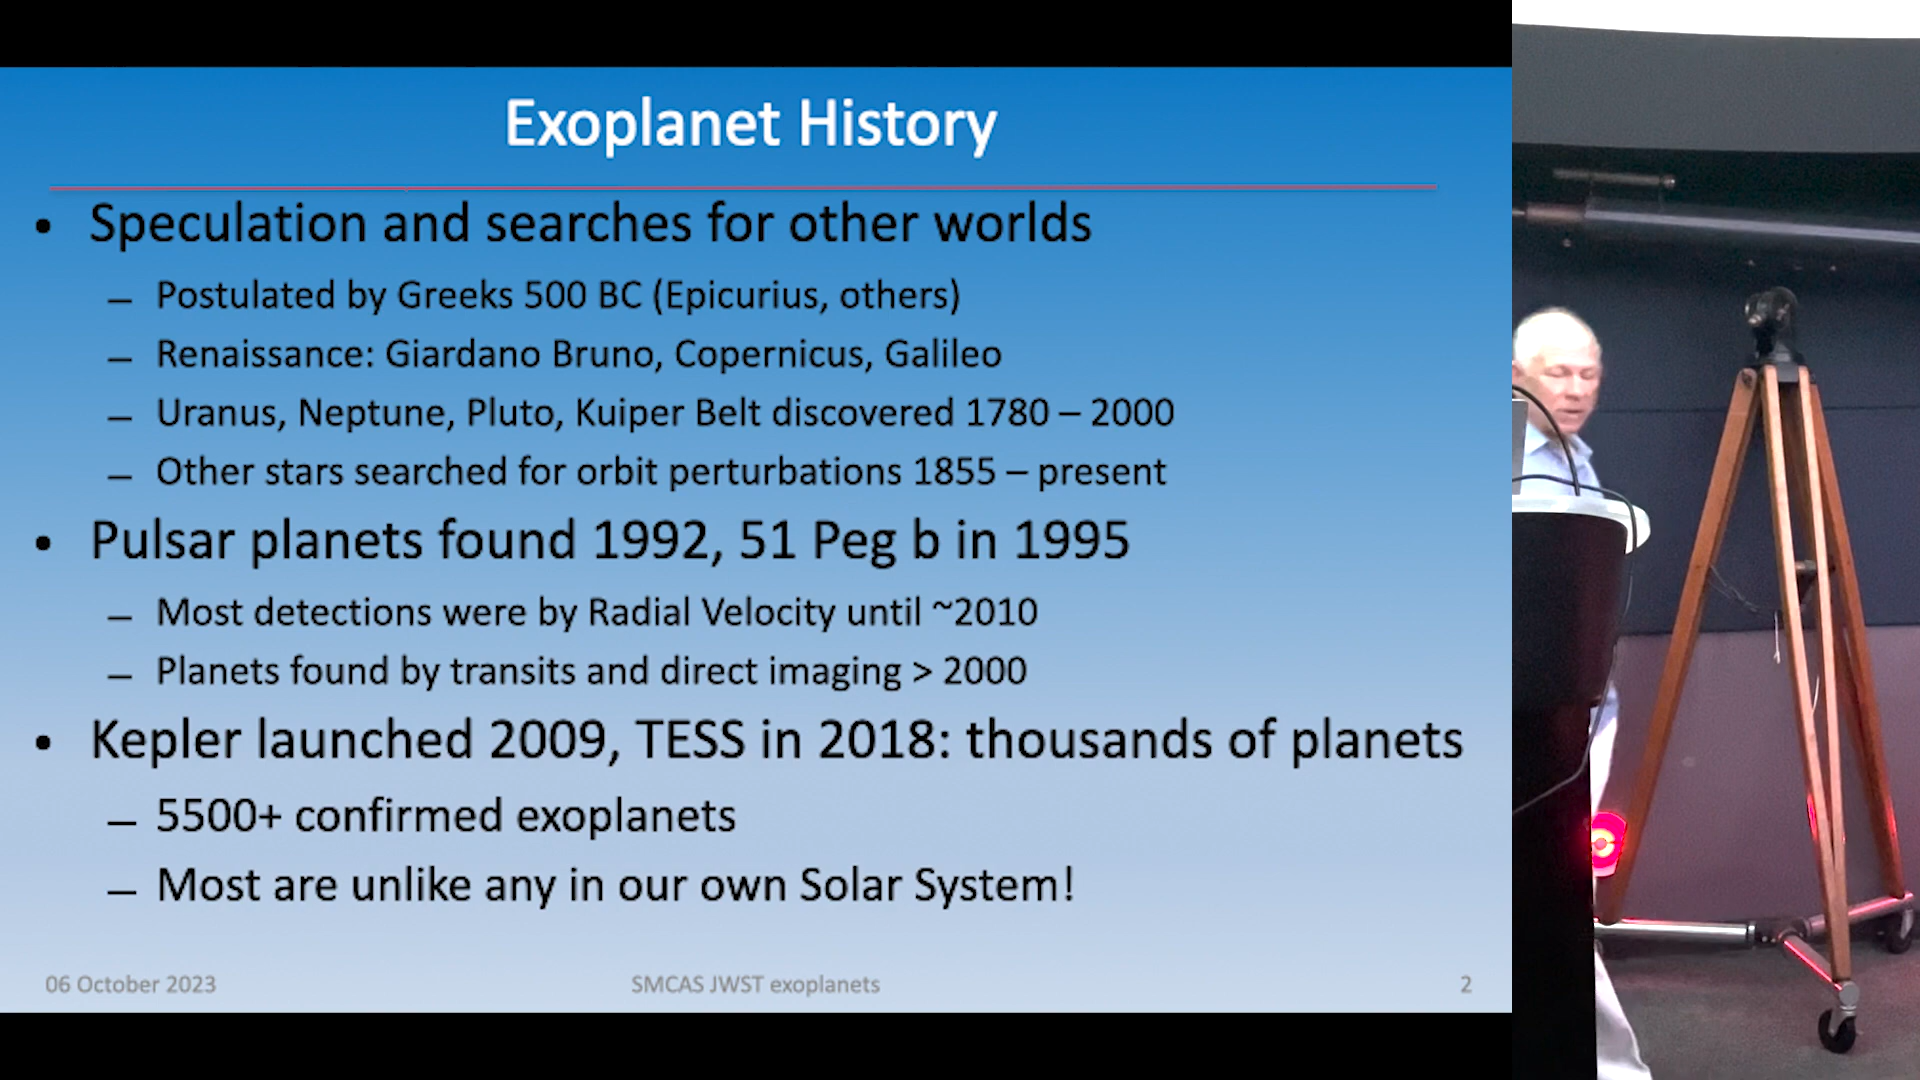 Exoplanet History
• Speculation and searches for other worlds
– Postulated by Greeks 500 BC (Epicurius, others)
– Renaissance: Giardano Bruno, Copernicus, Galileo
– Uranus, Neptune, Pluto, Kuiper Belt discovered 1780 – 2000
– Other stars searched for orbit perturbations 1855 – present
• Pulsar planets found 1992, 51 Peg b in 1995
– Most detections were by Radial Velocity until ~2010
– Planets found by transits and direct imaging > 2000
• Kepler launched 2009, TESS in 2018: thousands of planets
– 5500+ confirmed exoplanets
– Most are unlike any in our own Solar System!
06 October 2023 SMCAS JWST exoplanets 2